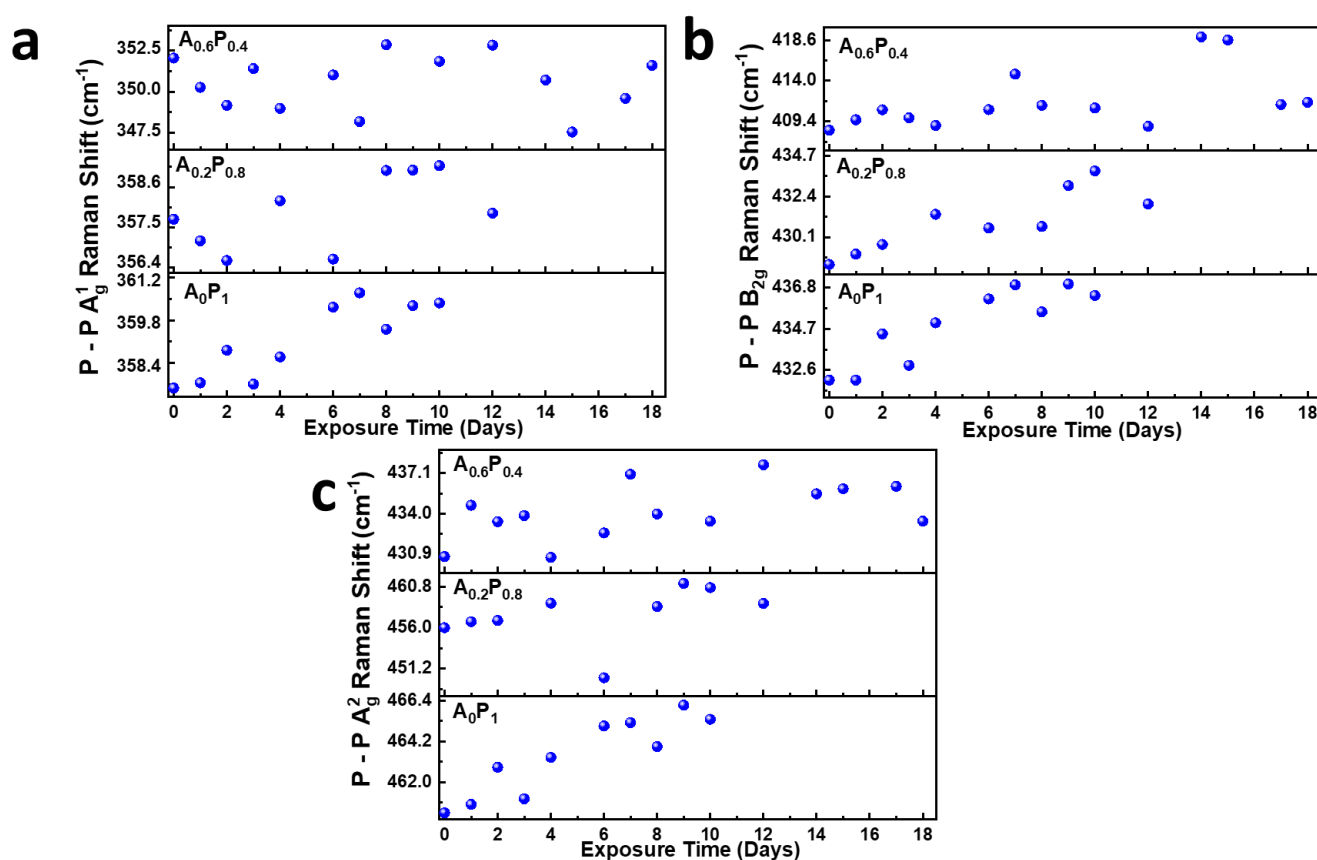 a
P - P A_g^1 Raman Shift (cm⁻¹)
A₀.₆P₀.₄
352.5
350.0
347.5
A₀.₂P₀.₈
358.6
357.5
356.4
A₀P₁
361.2
359.8
358.4
0 2 4 6 8 10 12 14 16 18
Exposure Time (Days)
b
P - P B₂g Raman Shift (cm⁻¹)
A₀.₆P₀.₄
418.6
414.0
409.4
A₀.₂P₀.₈
434.7
432.4
430.1
A₀P₁
436.8
434.7
432.6
0 2 4 6 8 10 12 14 16 18
Exposure Time (Days)
c
P - P A_g^2 Raman Shift (cm⁻¹)
A₀.₆P₀.₄
437.1
434.0
430.9
A₀.₂P₀.₈
460.8
456.0
451.2
A₀P₁
466.4
464.2
462.0
0 2 4 6 8 10 12 14 16 18
Exposure Time (Days)